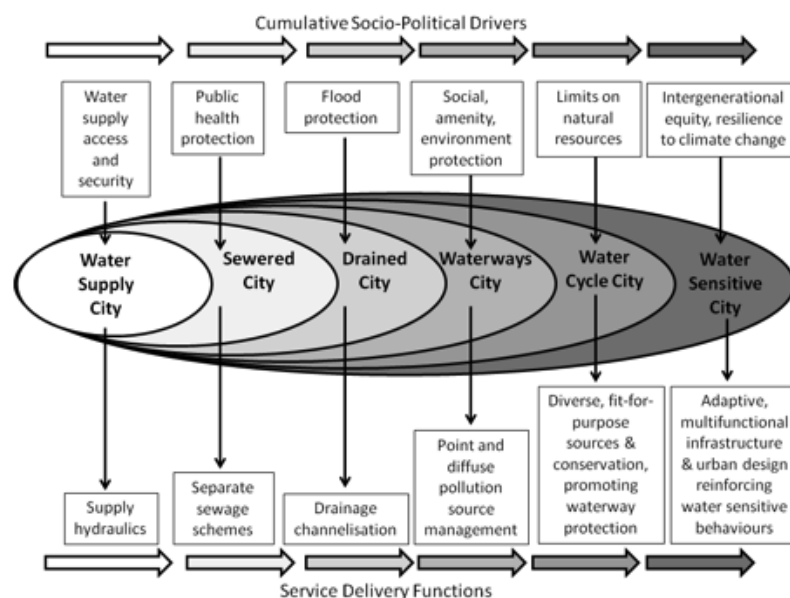 Cumulative Socio-Political Drivers
Water
supply
access
and
security
Public
health
protection
Flood
protection
Social,
amenity,
environment
protection
Limits on
natural
resources
Intergenerational
equity, resilience
to climate change
Water
Supply
City
Sewered
City
Drained
City
Waterways
City
Water
Cycle City
Water
Sensitive
City
Supply
hydraulics
Separate
sewage
schemes
Drainage
channelisation
Point and
diffuse
pollution
source
management
Diverse, fit-for-
purpose
sources &
conservation,
promoting
waterway
protection
Adaptive,
multifunctional
infrastructure
& urban design
reinforcing
water sensitive
behaviours
Service Delivery Functions